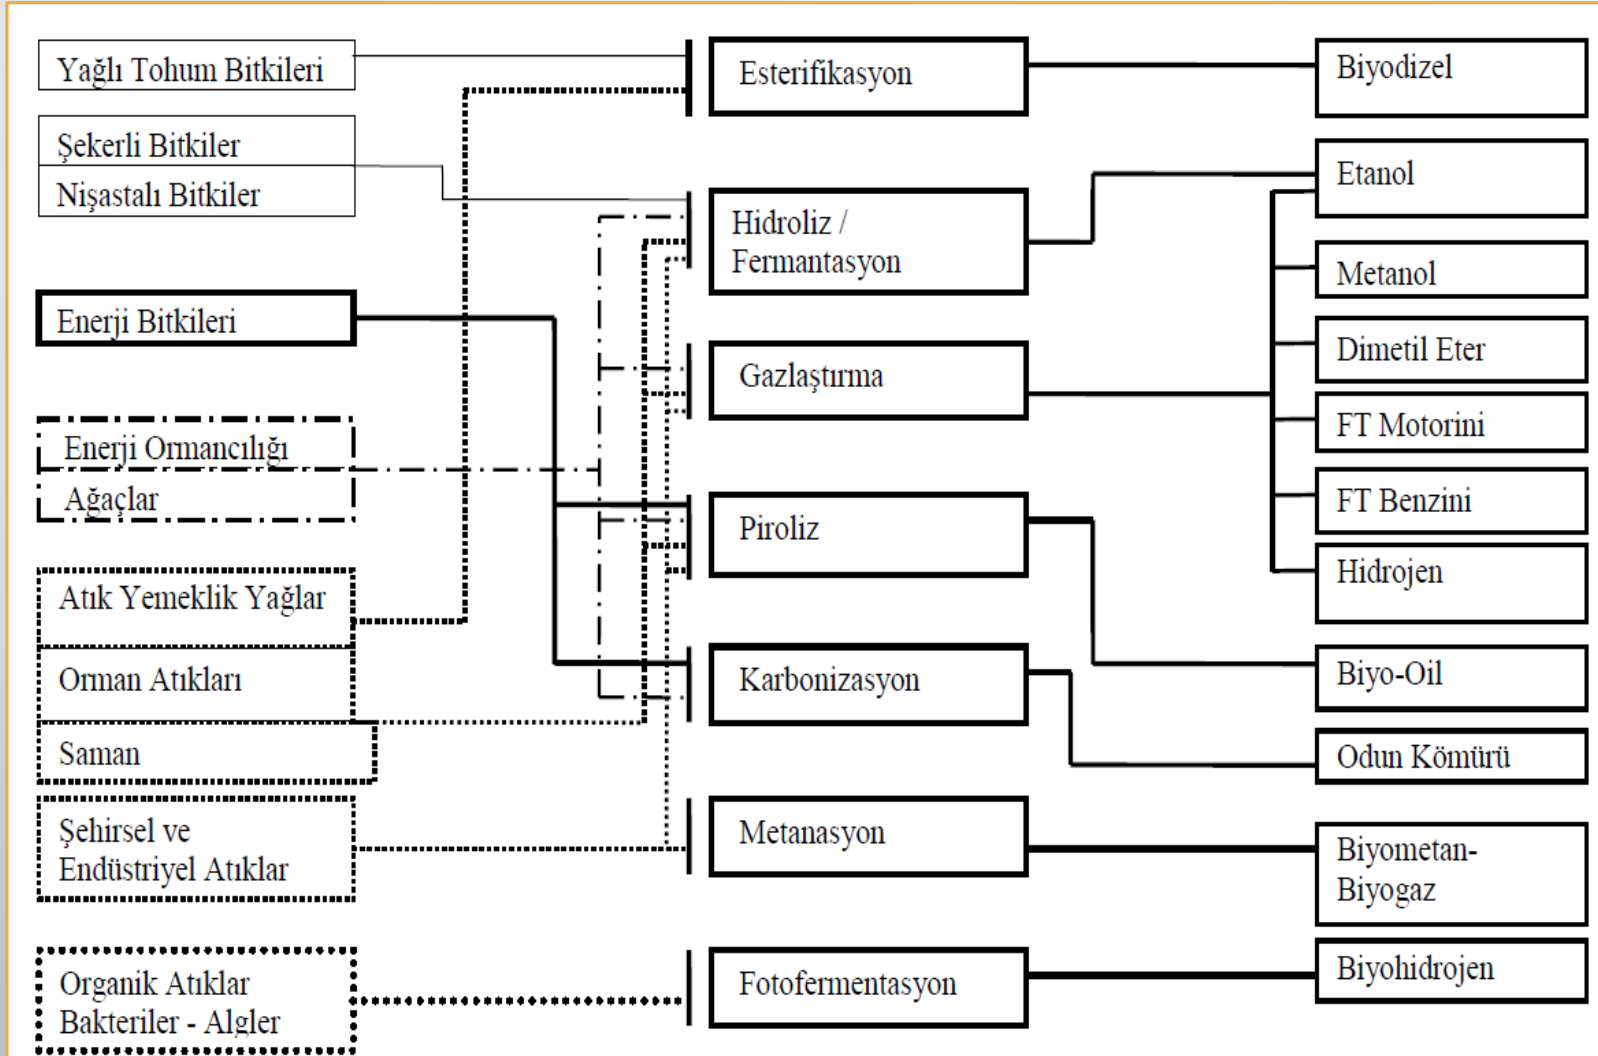 Yağlı Tohum Bitkileri
Şekerli Bitkiler
Nişastalı Bitkiler
Enerji Bitkileri
Enerji Ormancılığı
Ağaçlar
Atık Yemeklik Yağlar
Orman Atıkları
Saman
Şehirsel ve
Endüstriyel Atıklar
Organik Atıklar
Bakteriler - Algler
Esterifikasyon
Hidroliz /
Fermantasyon
Gazlaştırma
Piroliz
Karbonizasyon
Metanasyon
Fotofermentasyon
Biyodizel
Etanol
Metanol
Dimetil Eter
FT Motorini
FT Benzini
Hidrojen
Biyo-Oil
Odun Kömürü
Biyometan-
Biyogaz
Biyohidrojen